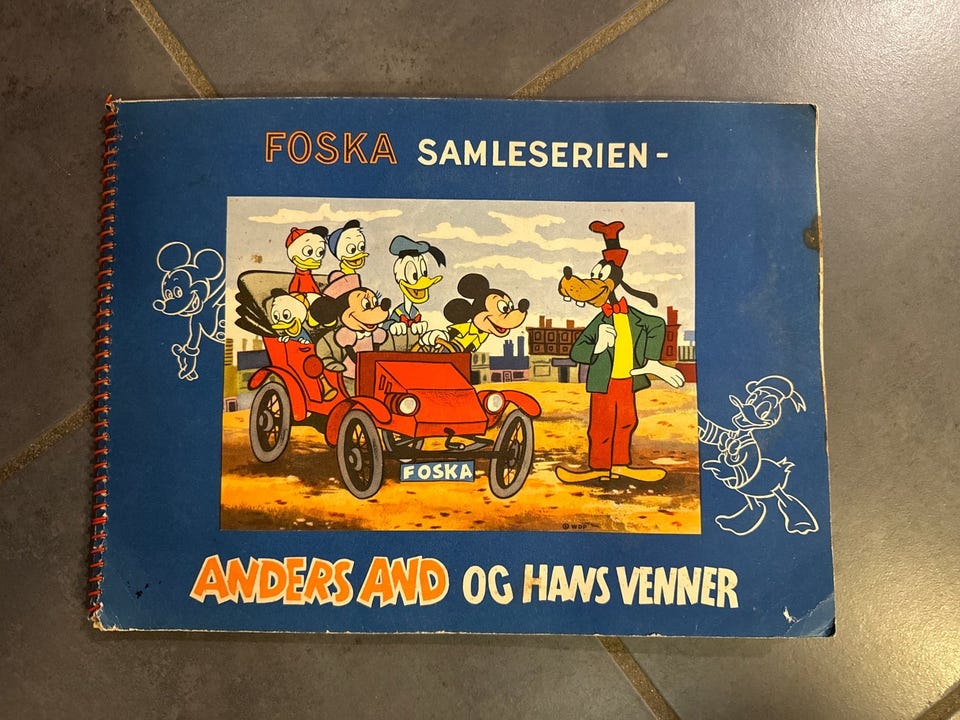 FOSKA SAMLESERIEN-
FOSKA
© WDP
ANDERS AND OG HANS VENNER